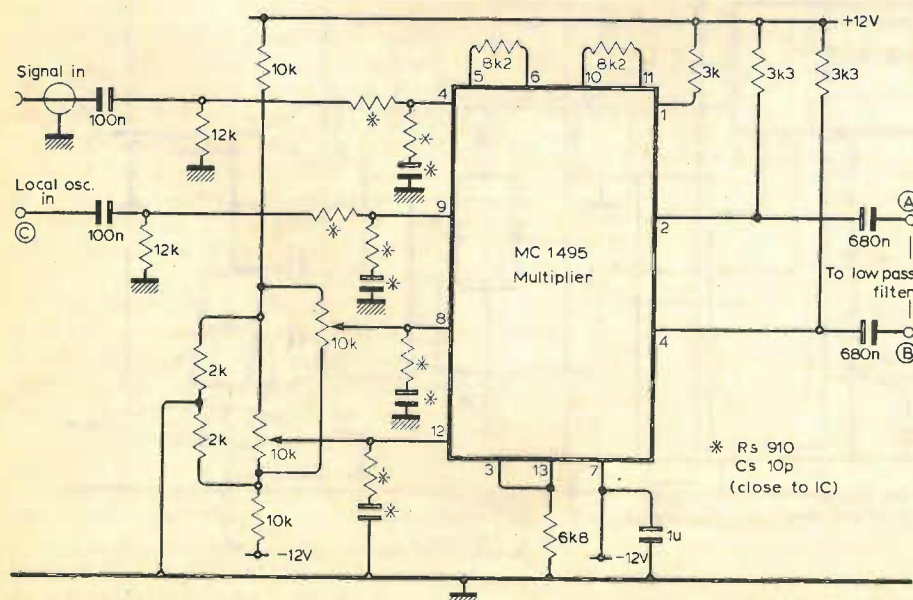 +12V
8k2
8k2
5
6
10
11
10k
3k
3k3
3k3
Signal in
4
1
100n
*
*
12k
*
Local osc.
in
9
2
A
C
100n
*
680n
*
MC 1495
Multiplier
To low pass
filter
12k
*
8
4
10k
B
680n
2k
*
*
12
2k
10k
*
*
3
13
7
* Rs 910
Cs 10p
(close to IC)
10k
6k8
1u
-12V
-12V